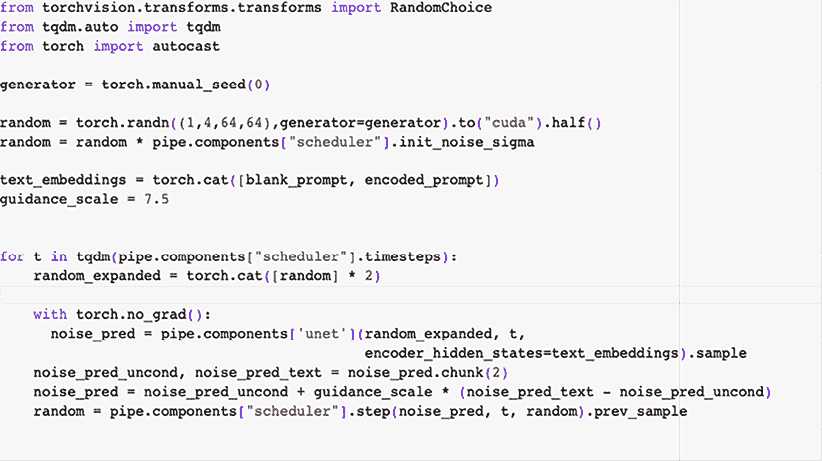 from torchvision.transforms.transforms import RandomChoice
from tqdm.auto import tqdm
from torch import autocast
generator = torch.manual_seed(0)
random = torch.randn((1,4,64,64),generator=generator).to("cuda").half()
random = random * pipe.components["scheduler"].init_noise_sigma
text_embeddings = torch.cat([blank_prompt, encoded_prompt])
guidance_scale = 7.5
for t in tqdm(pipe.components["scheduler"].timesteps):
    random_expanded = torch.cat([random] * 2)
    with torch.no_grad():
      noise_pred = pipe.components['unet'](random_expanded, t,
                                           encoder_hidden_states=text_embeddings).sample
    noise_pred_uncond, noise_pred_text = noise_pred.chunk(2)
    noise_pred = noise_pred_uncond + guidance_scale * (noise_pred_text - noise_pred_uncond)
    random = pipe.components["scheduler"].step(noise_pred, t, random).prev_sample